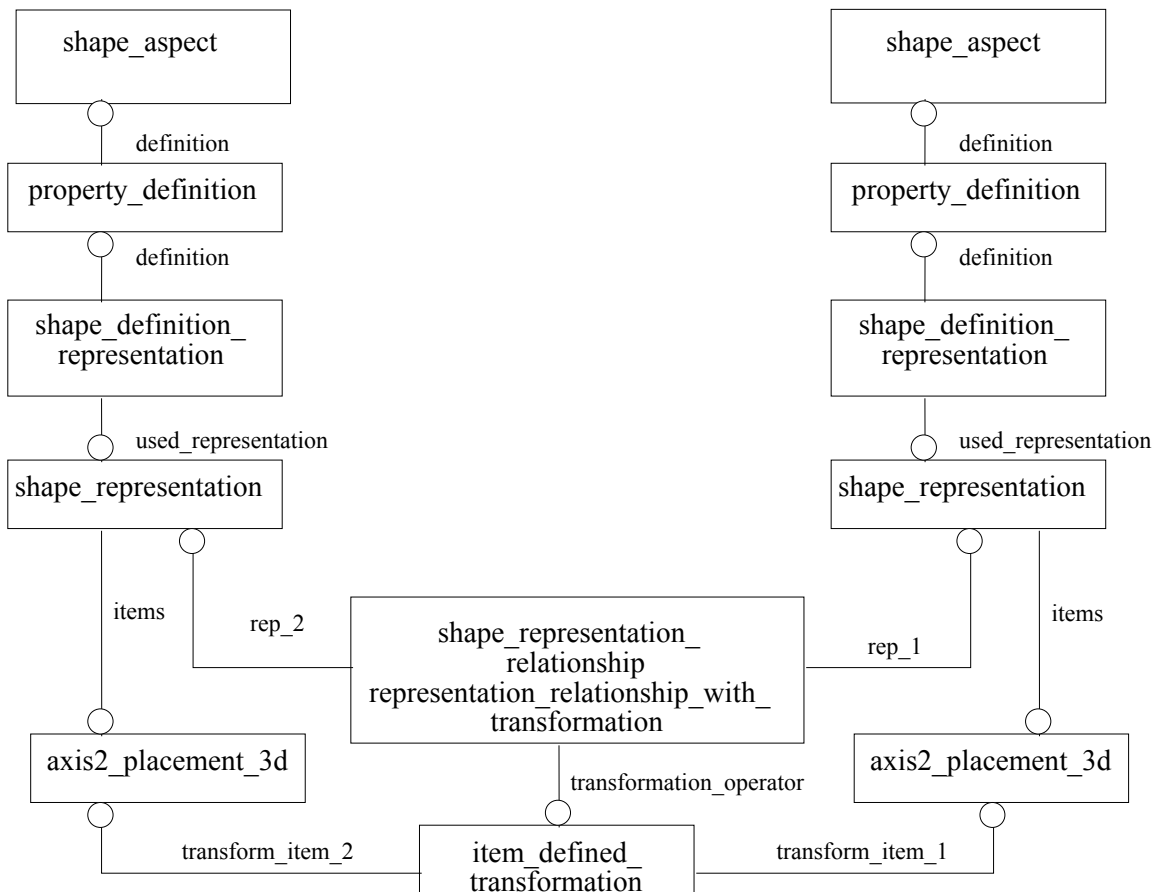 shape_aspect
shape_aspect
definition
definition
property_definition
property_definition
definition
definition
shape_definition_
representation
shape_definition_
representation
used_representation
used_representation
shape_representation
shape_representation
items
rep_2
shape_representation_
relationship
representation_relationship_with_
transformation
rep_1
items
axis2_placement_3d
transformation_operator
axis2_placement_3d
transform_item_2
item_defined_
transformation
transform_item_1